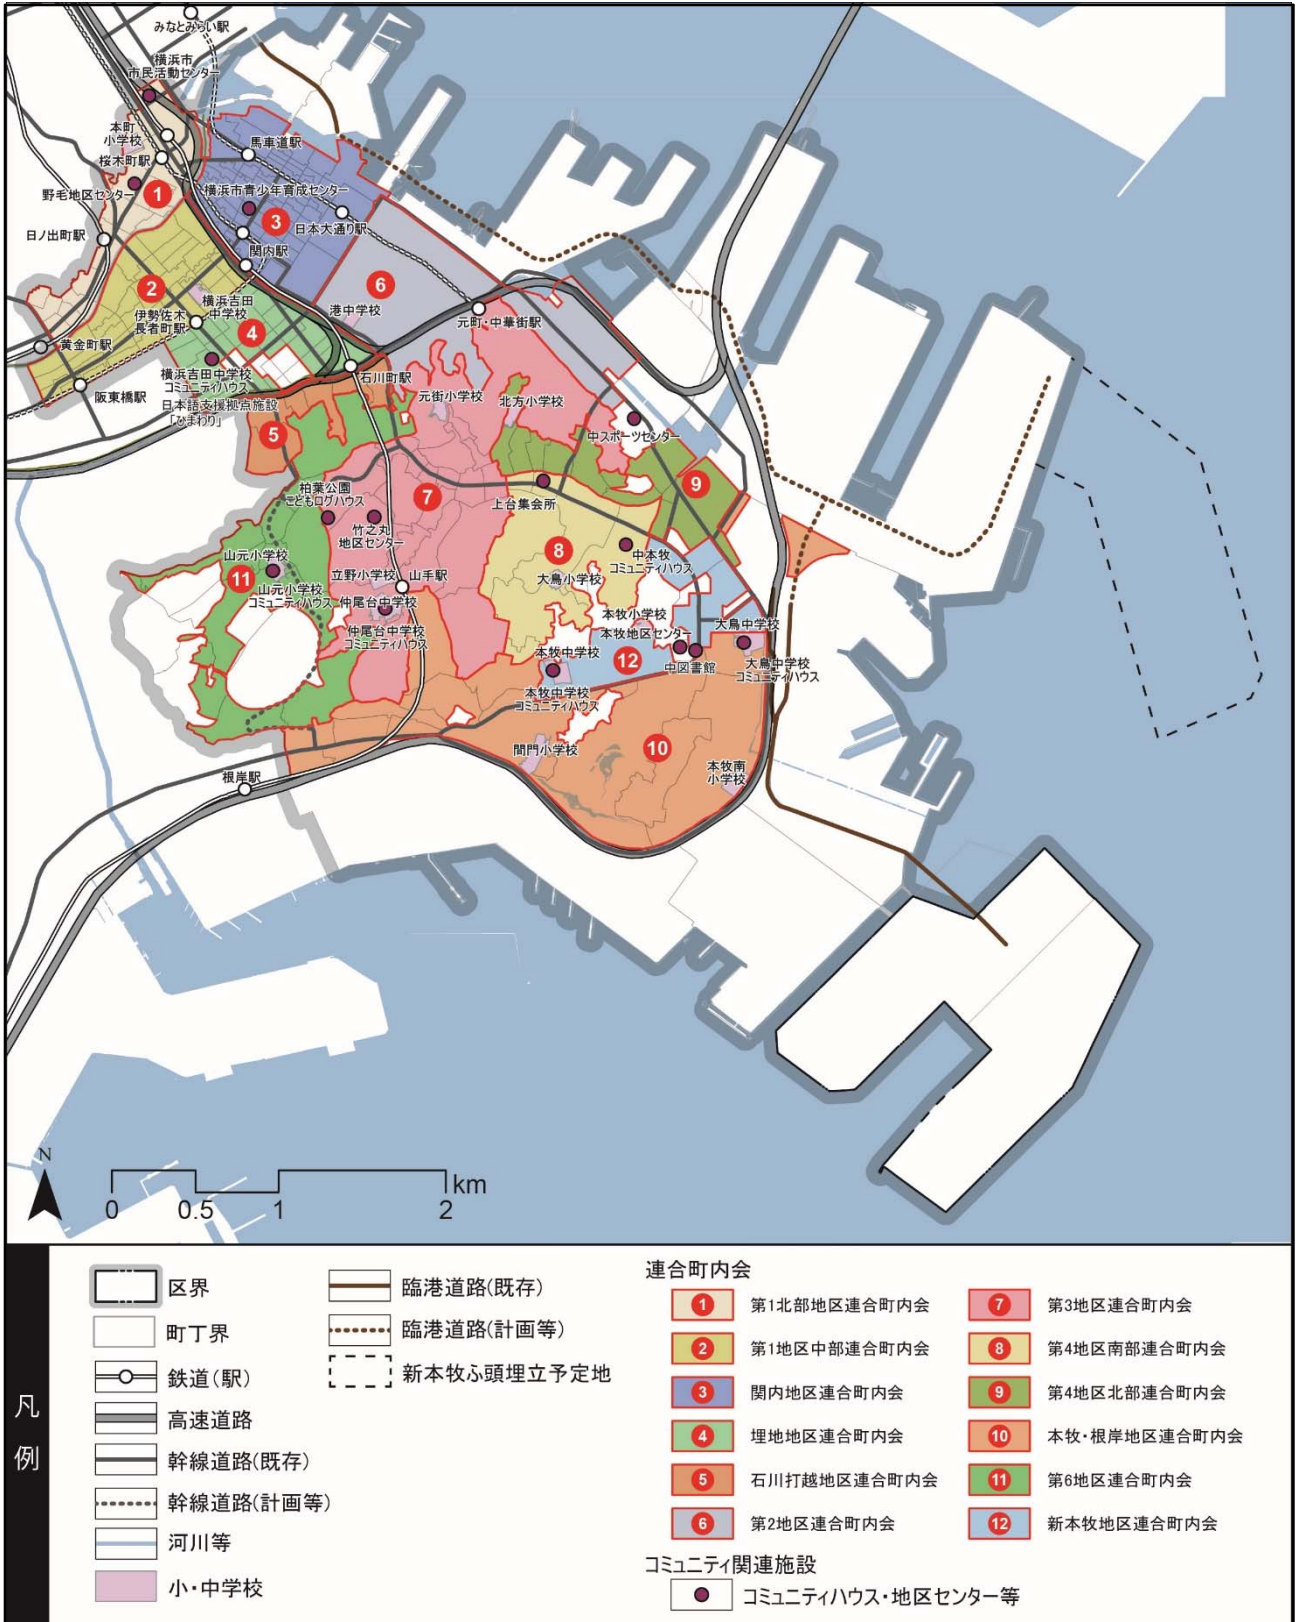 みなとみらい駅
横浜市
市民活動センター
本町
小学校
桜木町駅
馬車道駅
野毛地区センター
1
横浜市青少年育成センター
3
日本大通り駅
日ノ出町駅
関内駅
2
横浜吉田
中学校
伊勢佐木
長者町駅
4
6
港中学校
元町・中華街駅
黄金町駅
横浜吉田中学校
コミュニティハウス
石川町駅
阪東橋駅
日本語支援拠点施設
「ひまわり」
元街小学校
北方小学校
5
中スポーツセンター
柏葉公園
こどもログハウス
7
上台集会所
9
竹之丸
地区センター
8
中本牧
コミュニティハウス
山元小学校
11
山元小学校
コミュニティハウス
立野小学校
山手駅
大鳥小学校
仲尾台中学校
仲尾台中学校
コミュニティハウス
本牧小学校
本牧地区センター
大鳥中学校
本牧中学校
12
中図書館
大鳥中学校
コミュニティハウス
本牧中学校
コミュニティハウス
間門小学校
10
本牧南
小学校
根岸駅
N
0 0.5 1 2
km
凡例
区界
町丁界
鉄道(駅)
高速道路
幹線道路(既存)
幹線道路(計画等)
河川等
小・中学校
臨港道路(既存)
臨港道路(計画等)
新本牧ふ頭埋立予定地
連合町内会
1 第1北部地区連合町内会
2 第1地区中部連合町内会
3 関内地区連合町内会
4 埋地地区連合町内会
5 石川打越地区連合町内会
6 第2地区連合町内会
7 第3地区連合町内会
8 第4地区南部連合町内会
9 第4地区北部連合町内会
10 本牧・根岸地区連合町内会
11 第6地区連合町内会
12 新本牧地区連合町内会
コミュニティ関連施設
コミュニティハウス・地区センター等